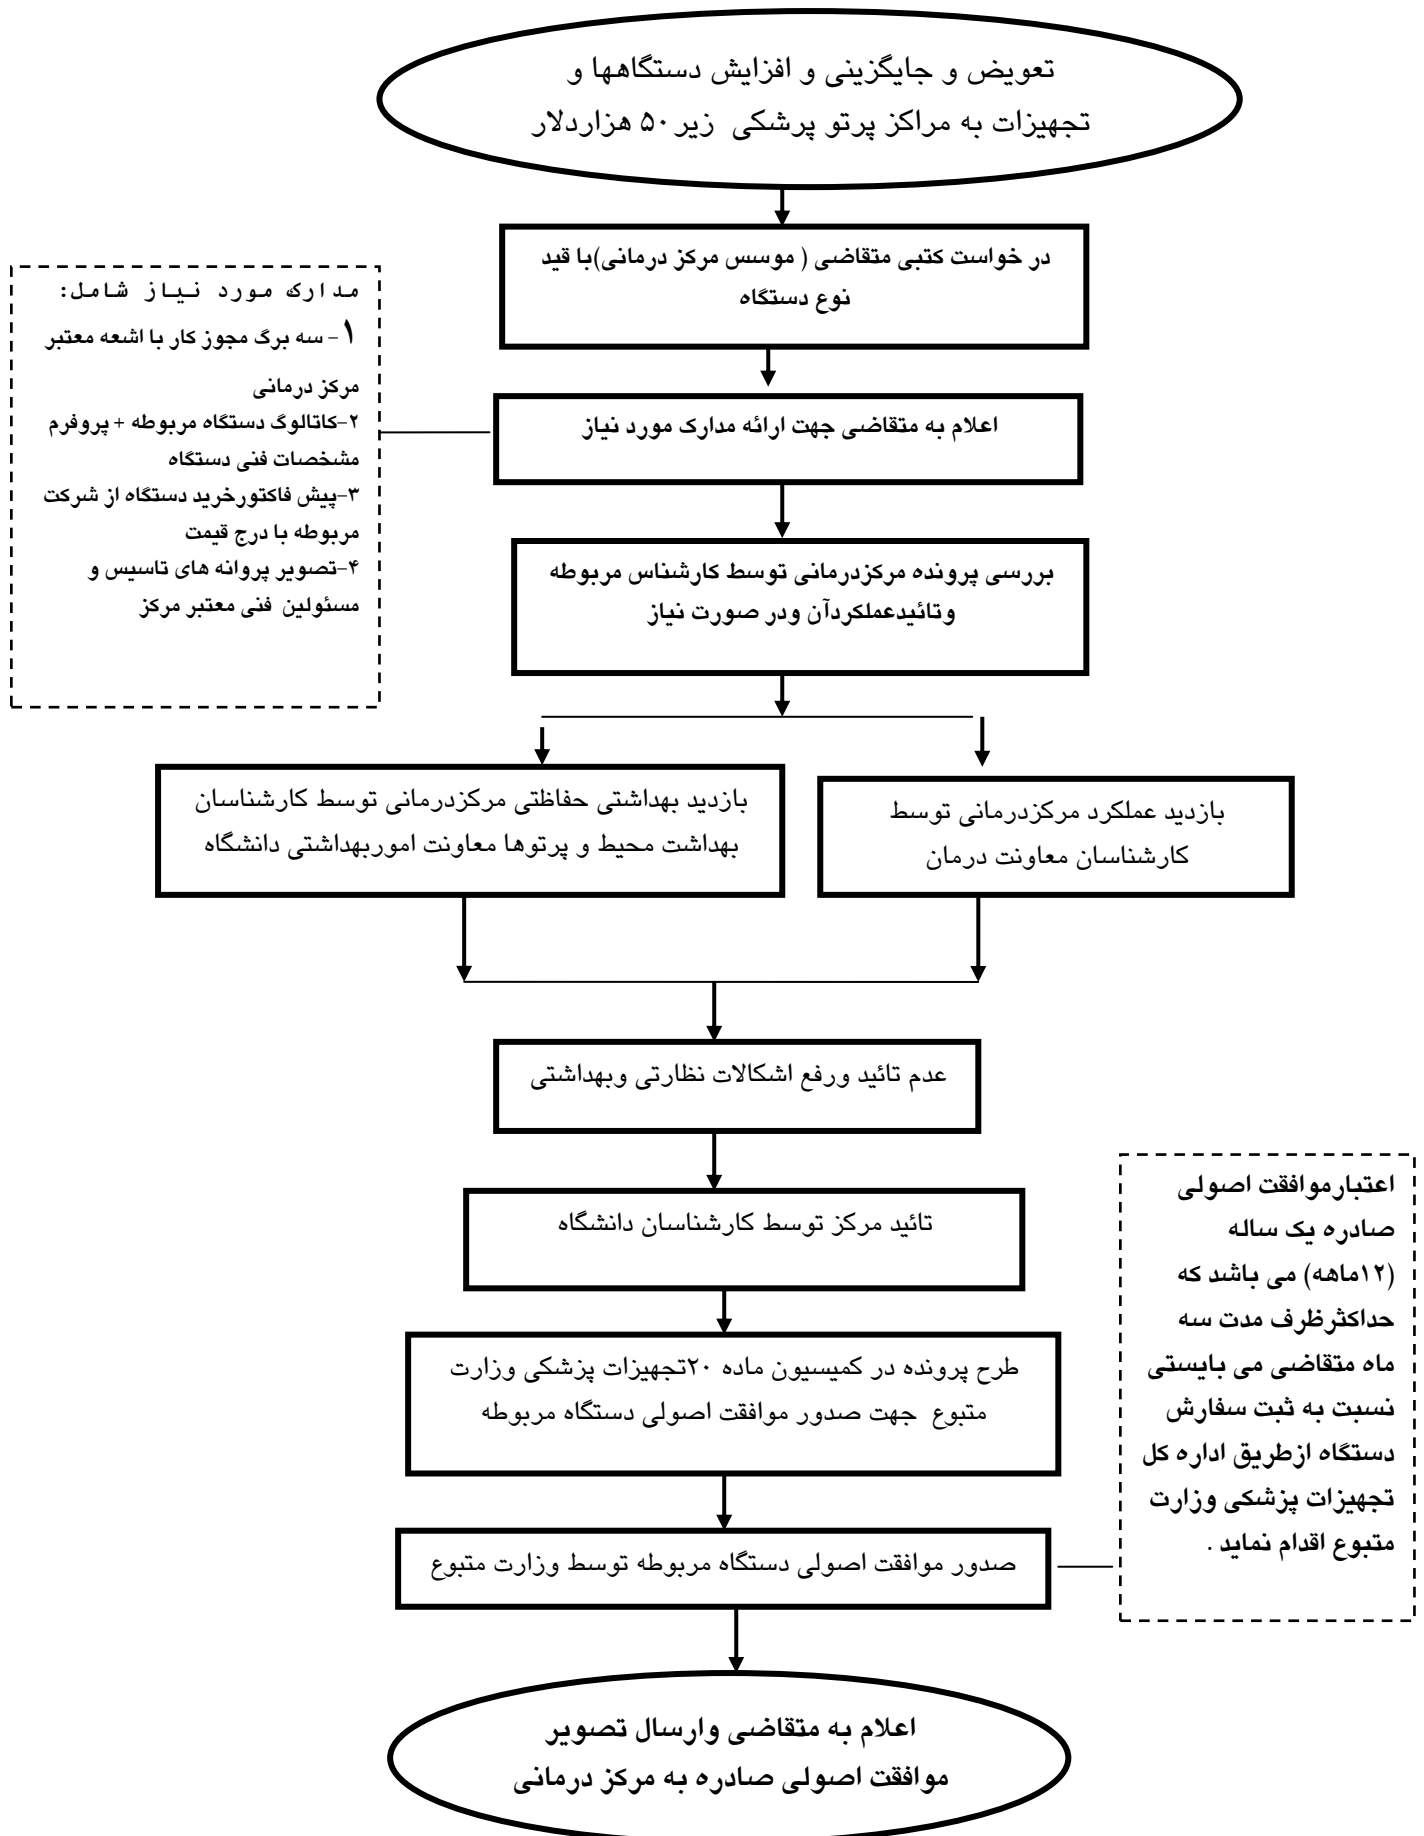 تعویض و جایگزینی و افزایش دستگاهها و
تجهیزات به مراکز پرتو پرشکی زیر ۵۰ هزاردلار
در خواست کتبی متقاضی ( موسس مرکز درمانی)با قید
نوع دستگاه
مدارک مورد نیاز شامل:
۱- سه برگ مجوز کار با اشعه معتبر
مرکز درمانی
۲-کاتالوگ دستگاه مربوطه + پروفرم
مشخصات فنی دستگاه
۳-پیش فاکتورخرید دستگاه از شرکت
مربوطه با درج قیمت
۴-تصویر پروانه های تاسیس و
مسئولین فنی معتبر مرکز
اعلام به متقاضی جهت ارائه مدارک مورد نیاز
بررسی پرونده مرکزدرمانی توسط کارشناس مربوطه
وتائیدعملکردآن ودر صورت نیاز
بازدید عملکرد مرکزدرمانی توسط
کارشناسان معاونت درمان
بازدید بهداشتی حفاظتی مرکزدرمانی توسط کارشناسان
بهداشت محیط و پرتوها معاونت اموربهداشتی دانشگاه
عدم تائید ورفع اشکالات نظارتی وبهداشتی
تائید مرکز توسط کارشناسان دانشگاه
طرح پرونده در کمیسیون ماده ۲۰تجهیزات پزشکی وزارت
متبوع جهت صدور موافقت اصولی دستگاه مربوطه
صدور موافقت اصولی دستگاه مربوطه توسط وزارت متبوع
اعتبارموافقت اصولی
صادره یک ساله
(۱۲ماهه) می باشد که
حداکثرظرف مدت سه
ماه متقاضی می بایستی
نسبت به ثبت سفارش
دستگاه ازطریق اداره کل
تجهیزات پزشکی وزارت
متبوع اقدام نماید .
اعلام به متقاضی وارسال تصویر
موافقت اصولی صادره به مرکز درمانی